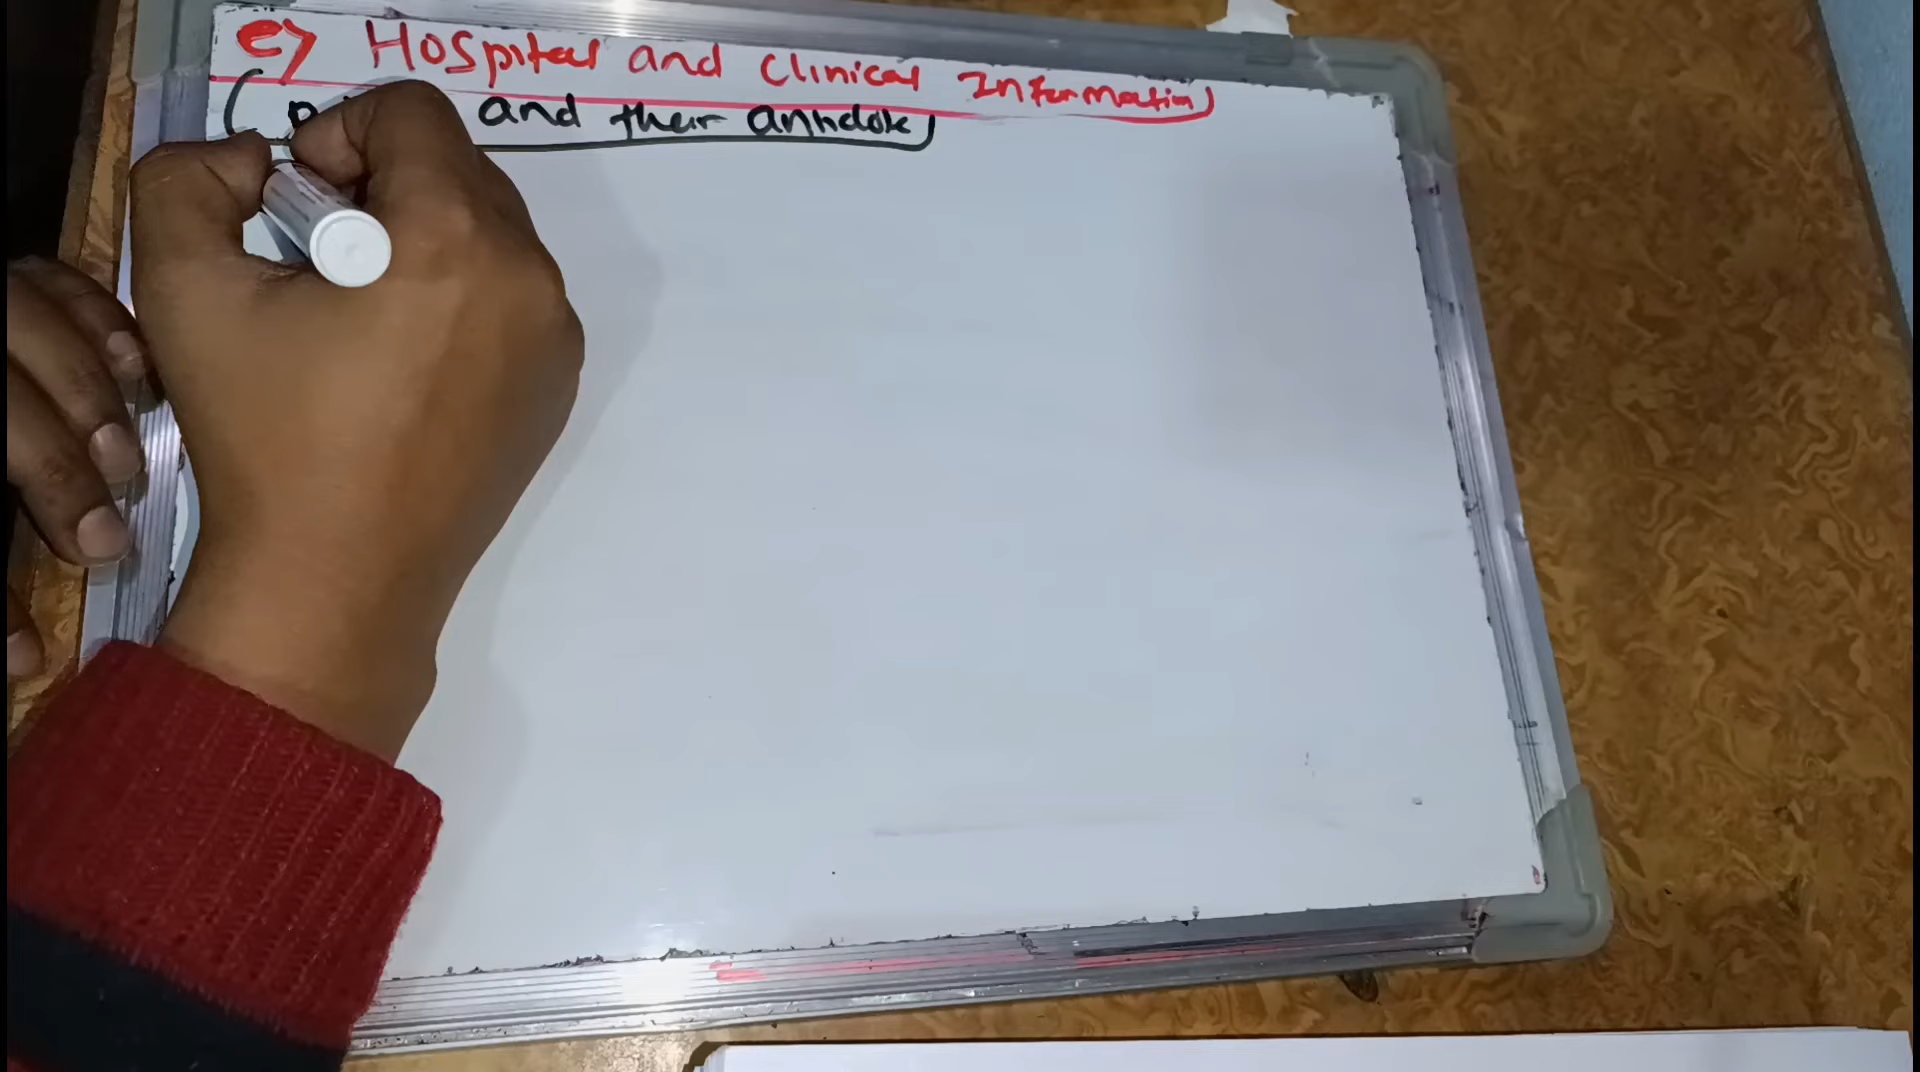 e) Hospital and Clinical Information
( and their antidote)